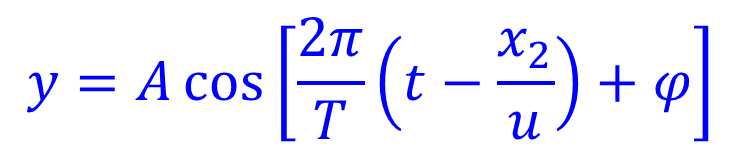 y = A cos [ 2π/T ( t − x₂/u ) + φ ]